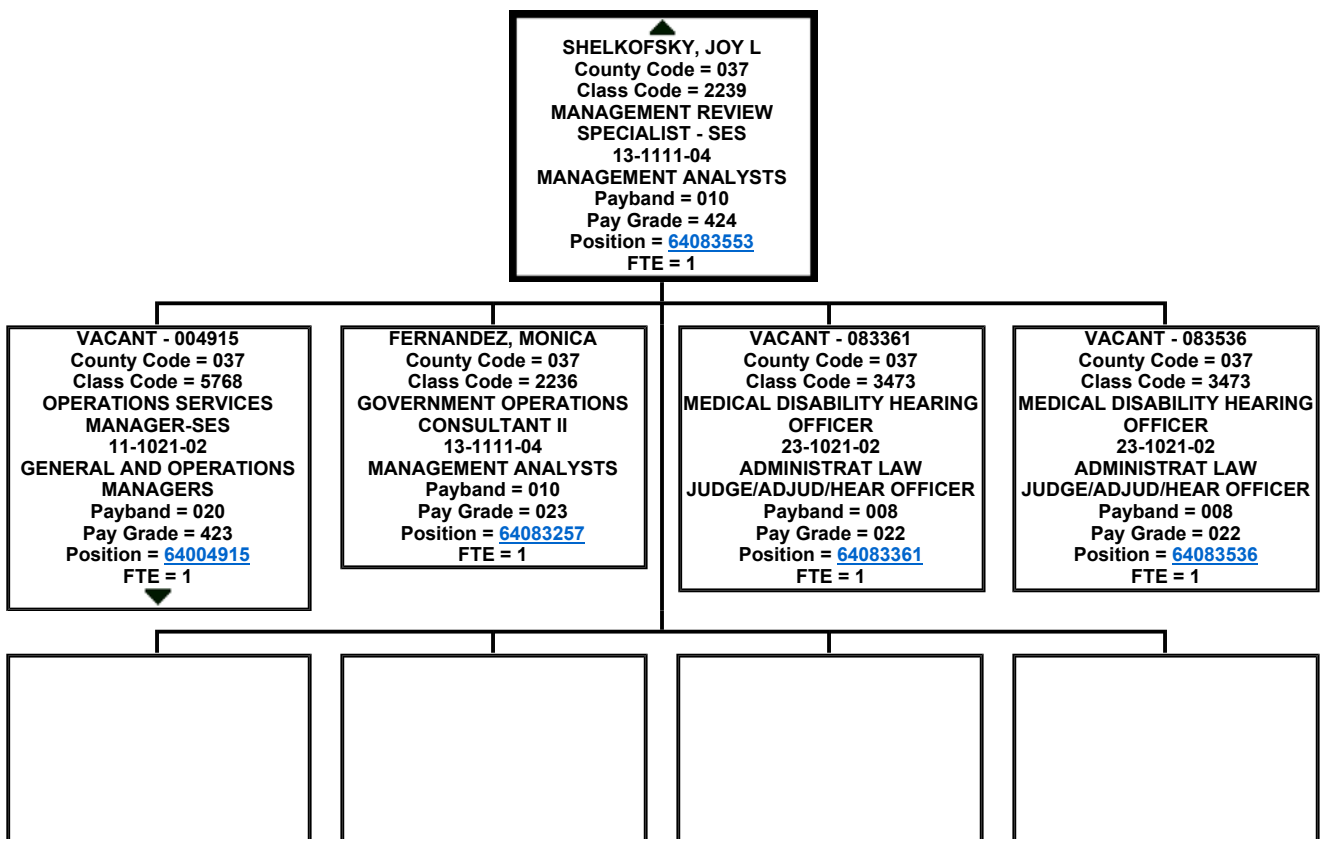 SHELKOFSKY, JOY L
County Code = 037
Class Code = 2239
MANAGEMENT REVIEW
SPECIALIST - SES
13-1111-04
MANAGEMENT ANALYSTS
Payband = 010
Pay Grade = 424
Position = 64083553
FTE = 1
VACANT - 004915
County Code = 037
Class Code = 5768
OPERATIONS SERVICES
MANAGER-SES
11-1021-02
GENERAL AND OPERATIONS
MANAGERS
Payband = 020
Pay Grade = 423
Position = 64004915
FTE = 1
FERNANDEZ, MONICA
County Code = 037
Class Code = 2236
GOVERNMENT OPERATIONS
CONSULTANT II
13-1111-04
MANAGEMENT ANALYSTS
Payband = 010
Pay Grade = 023
Position = 64083257
FTE = 1
VACANT - 083361
County Code = 037
Class Code = 3473
MEDICAL DISABILITY HEARING
OFFICER
23-1021-02
ADMINISTRAT LAW
JUDGE/ADJUD/HEAR OFFICER
Payband = 008
Pay Grade = 022
Position = 64083361
FTE = 1
VACANT - 083536
County Code = 037
Class Code = 3473
MEDICAL DISABILITY HEARING
OFFICER
23-1021-02
ADMINISTRAT LAW
JUDGE/ADJUD/HEAR OFFICER
Payband = 008
Pay Grade = 022
Position = 64083536
FTE = 1